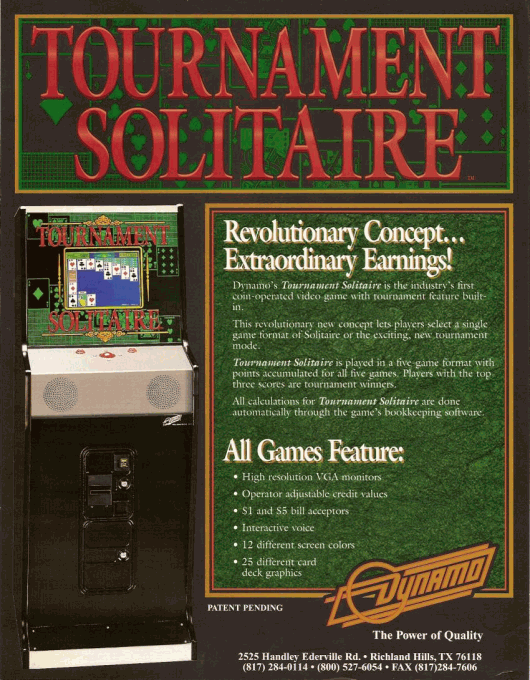 TOURNAMENT
SOLITAIRE
TM
TOURNAMENT
SOLITAIRE
Revolutionary Concept...
Extraordinary Earnings!
Dynamo's Tournament Solitaire is the industry's first
coin-operated video game with tournament feature built-
in.
This revolutionary new concept lets players select a single
game format of Solitaire or the exciting, new tournament
mode.
Tournament Solitaire is played in a five game format with
points accumulated for all five games. Players with the top
three scores are tournament winners.
All calculations for Tournament Solitaire are done
automatically through the game's bookkeeping software.
All Games Feature:
• High resolution VGA monitors
• Operator adjustable credit values
• $1 and $5 bill acceptors
• Interactive voice
• 12 different screen colors
• 25 different card
deck graphics
DYNAMO
PATENT PENDING
The Power of Quality
2525 Handley Ederville Rd. • Richland Hills, TX 76118
(817) 284-0114 • (800) 527-6054 • FAX (817)284-7606